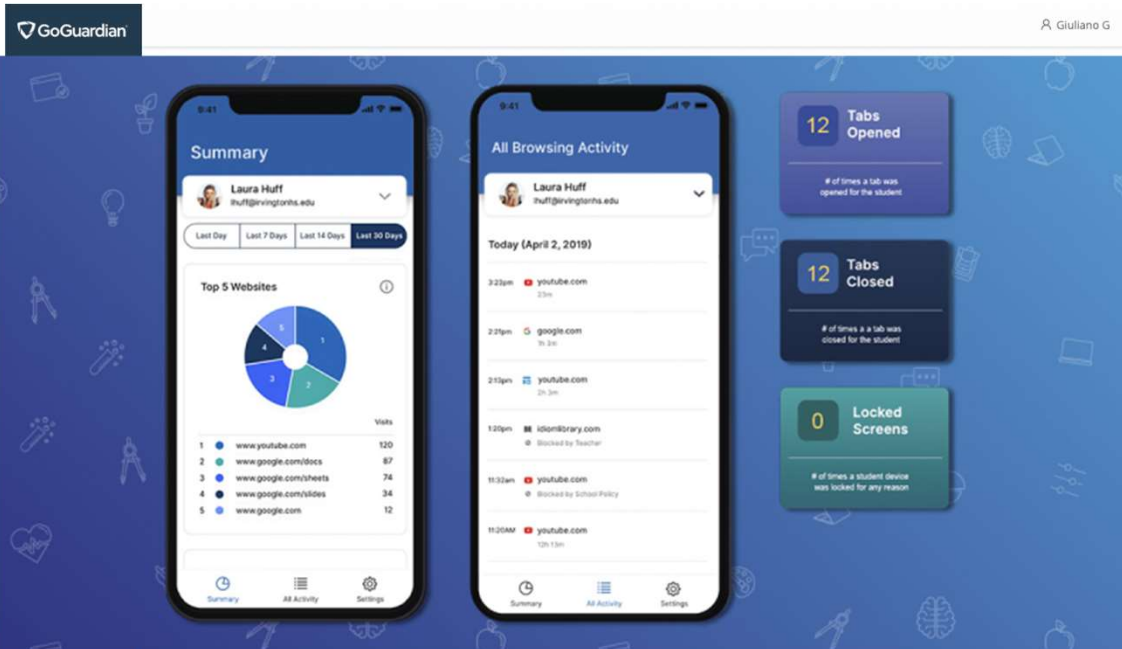 GoGuardian
Giuliano G
9:41
Summary
Laura Huff
lhuff@irvingtonhs.edu
Last Day Last 7 Days Last 14 Days Last 30 Days
Top 5 Websites
1
2
3
4
5
Visits
1 www.youtube.com 120
2 www.google.com/docs 87
3 www.google.com/sheets 74
4 www.google.com/slides 34
5 www.google.com 12
Summary All Activity Settings
9:41
All Browsing Activity
Laura Huff
lhuff@irvingtonhs.edu
Today (April 2, 2019)
3:23pm youtube.com
23m
2:21pm google.com
1h 3m
2:13pm youtube.com
2h 3m
1:20pm idiomlibrary.com
Blocked by Teacher
11:32am youtube.com
Blocked by School Policy
11:20AM youtube.com
12h 13m
Summary All Activity Settings
12 Tabs
Opened
# of times a tab was
opened for the student
12 Tabs
Closed
# of times a a tab was
closed for the student
0 Locked
Screens
# of times a student device
was locked for any reason